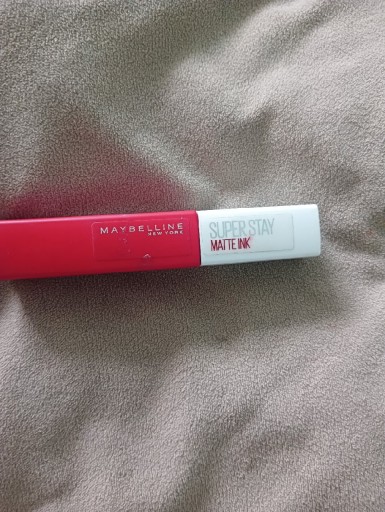 MAYBELLINE
NEW YORK
SUPER STAY
MATTE INK